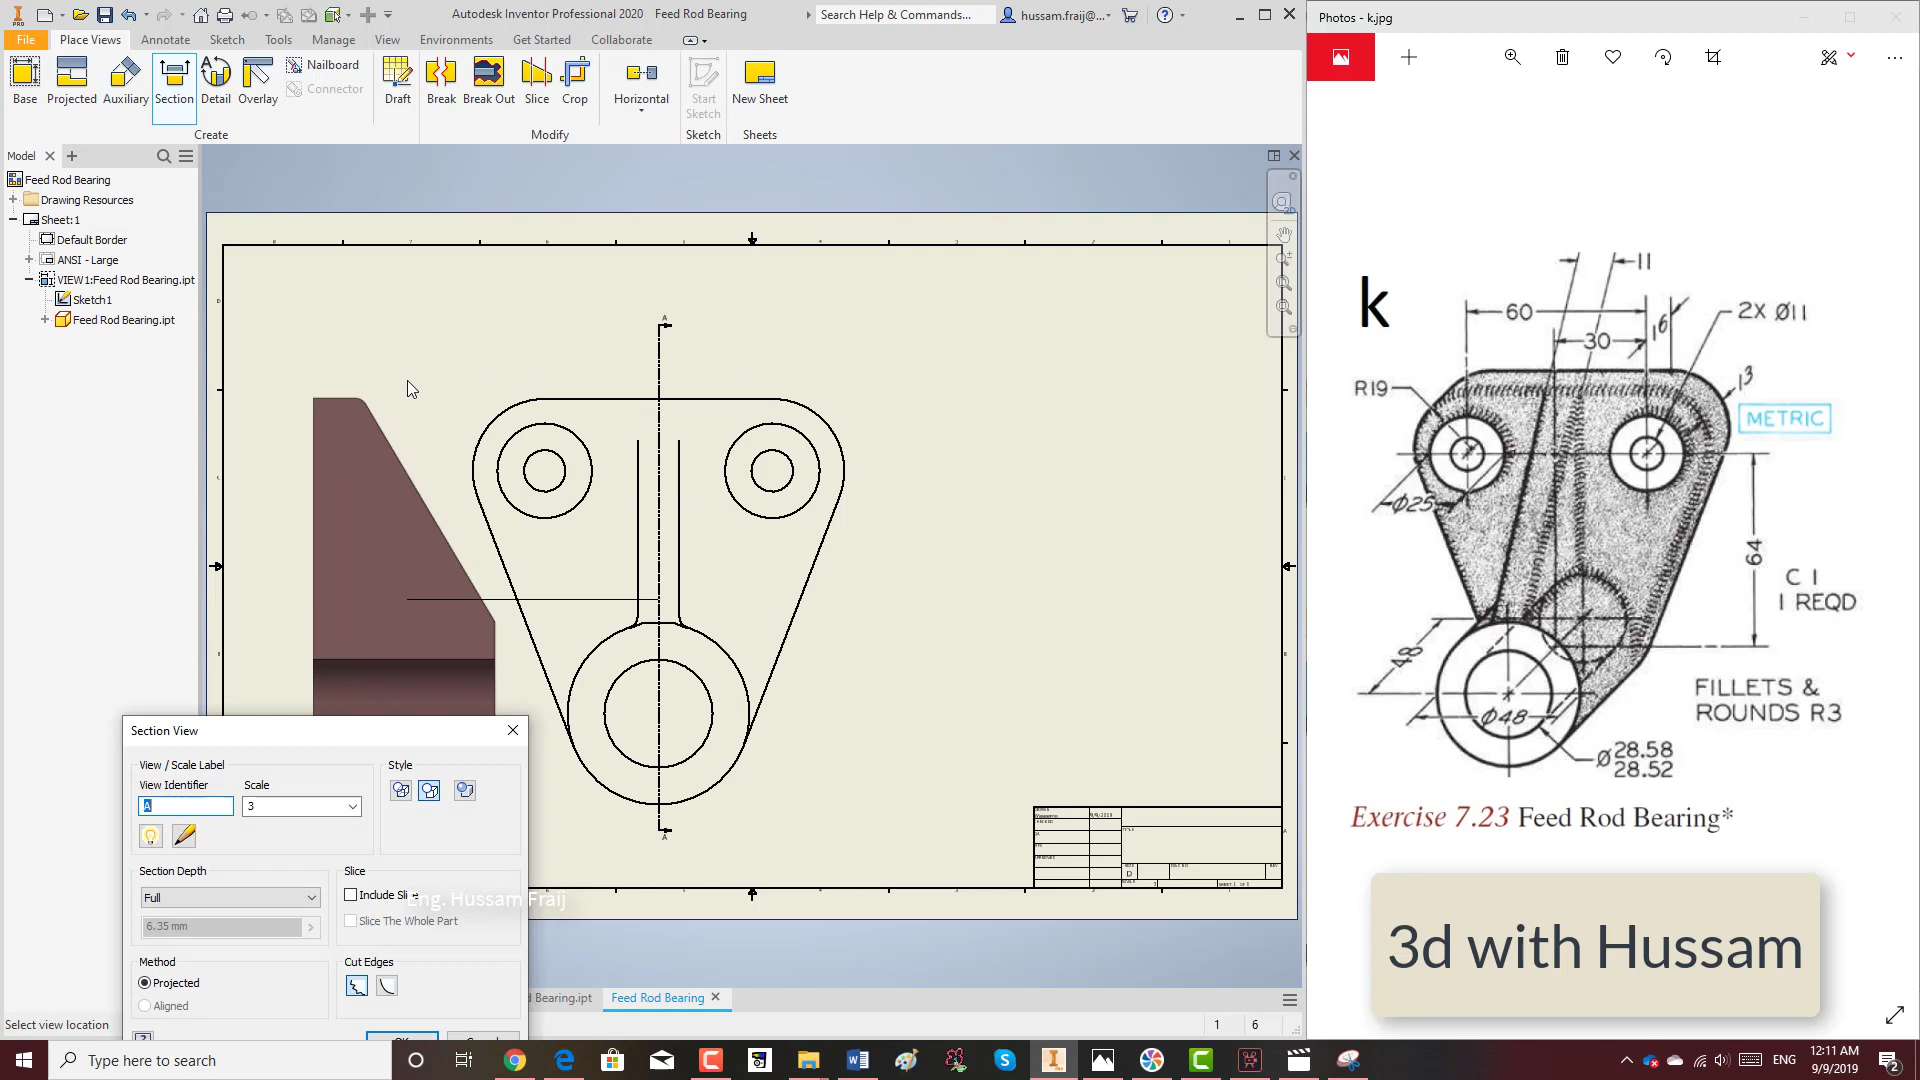 Autodesk Inventor Professional 2020 Feed Rod Bearing
Search Help & Commands...
hussam.fraij@...
Photos - k.jpg
File
Place Views
Annotate
Sketch
Tools
Manage
View
Environments
Get Started
Collaborate
Base
Projected
Auxiliary
Section
Detail
Overlay
Nailboard
Connector
Draft
Break
Break Out
Slice
Crop
Horizontal
Start
Sketch
New Sheet
Create
Modify
Sketch
Sheets
Model
Feed Rod Bearing
Drawing Resources
Sheet:1
Default Border
ANSI - Large
VIEW1:Feed Rod Bearing.ipt
Sketch1
Feed Rod Bearing.ipt
A
A
Section View
View / Scale Label
View Identifier
Scale
A
3
Style
Section Depth
Full
6.35 mm
Slice
Include Slice
Slice The Whole Part
Method
Projected
Aligned
Cut Edges
Eng. Hussam Fraij
d Bearing.ipt
Feed Rod Bearing
Select view location
1
6
k
11
60
2X Ø11
16
30
R19
13
METRIC
Ø25
64
C I
I REQD
48
FILLETS &
ROUNDS R3
Ø48
Ø28.58
28.52
Exercise 7.23 Feed Rod Bearing*
3d with Hussam
Type here to search
ENG
12:11 AM
9/9/2019
2